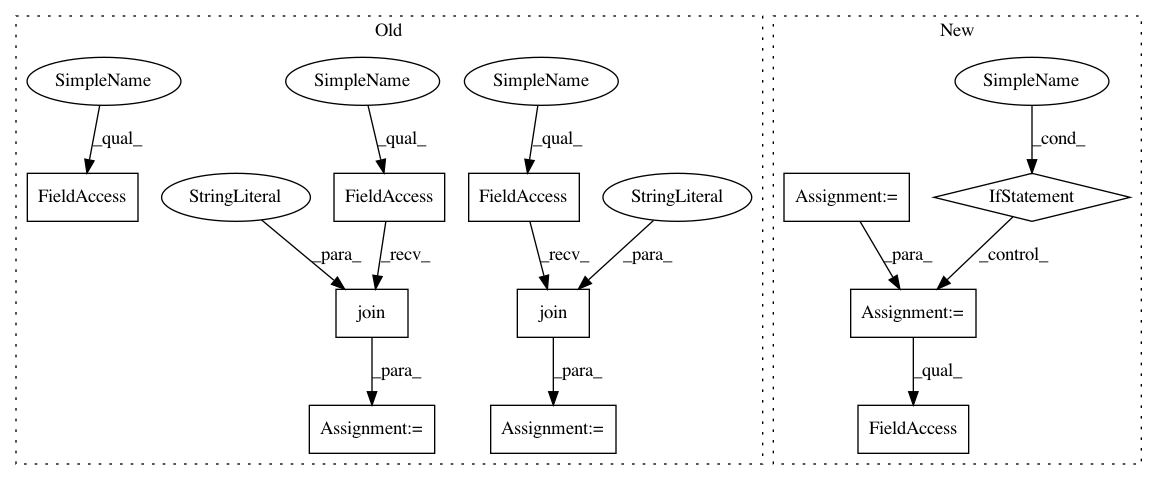 Old
New
SimpleName
SimpleName
SimpleName
SimpleName
_qual_
_qual_
_qual_
_cond_
FieldAccess
StringLiteral
FieldAccess
FieldAccess
StringLiteral
Assignment:=
IfStatement
_para_
_recv_
_recv_
_para_
_para_
_control_
join
join
Assignment:=
_para_
_para_
_qual_
Assignment:=
Assignment:=
FieldAccess